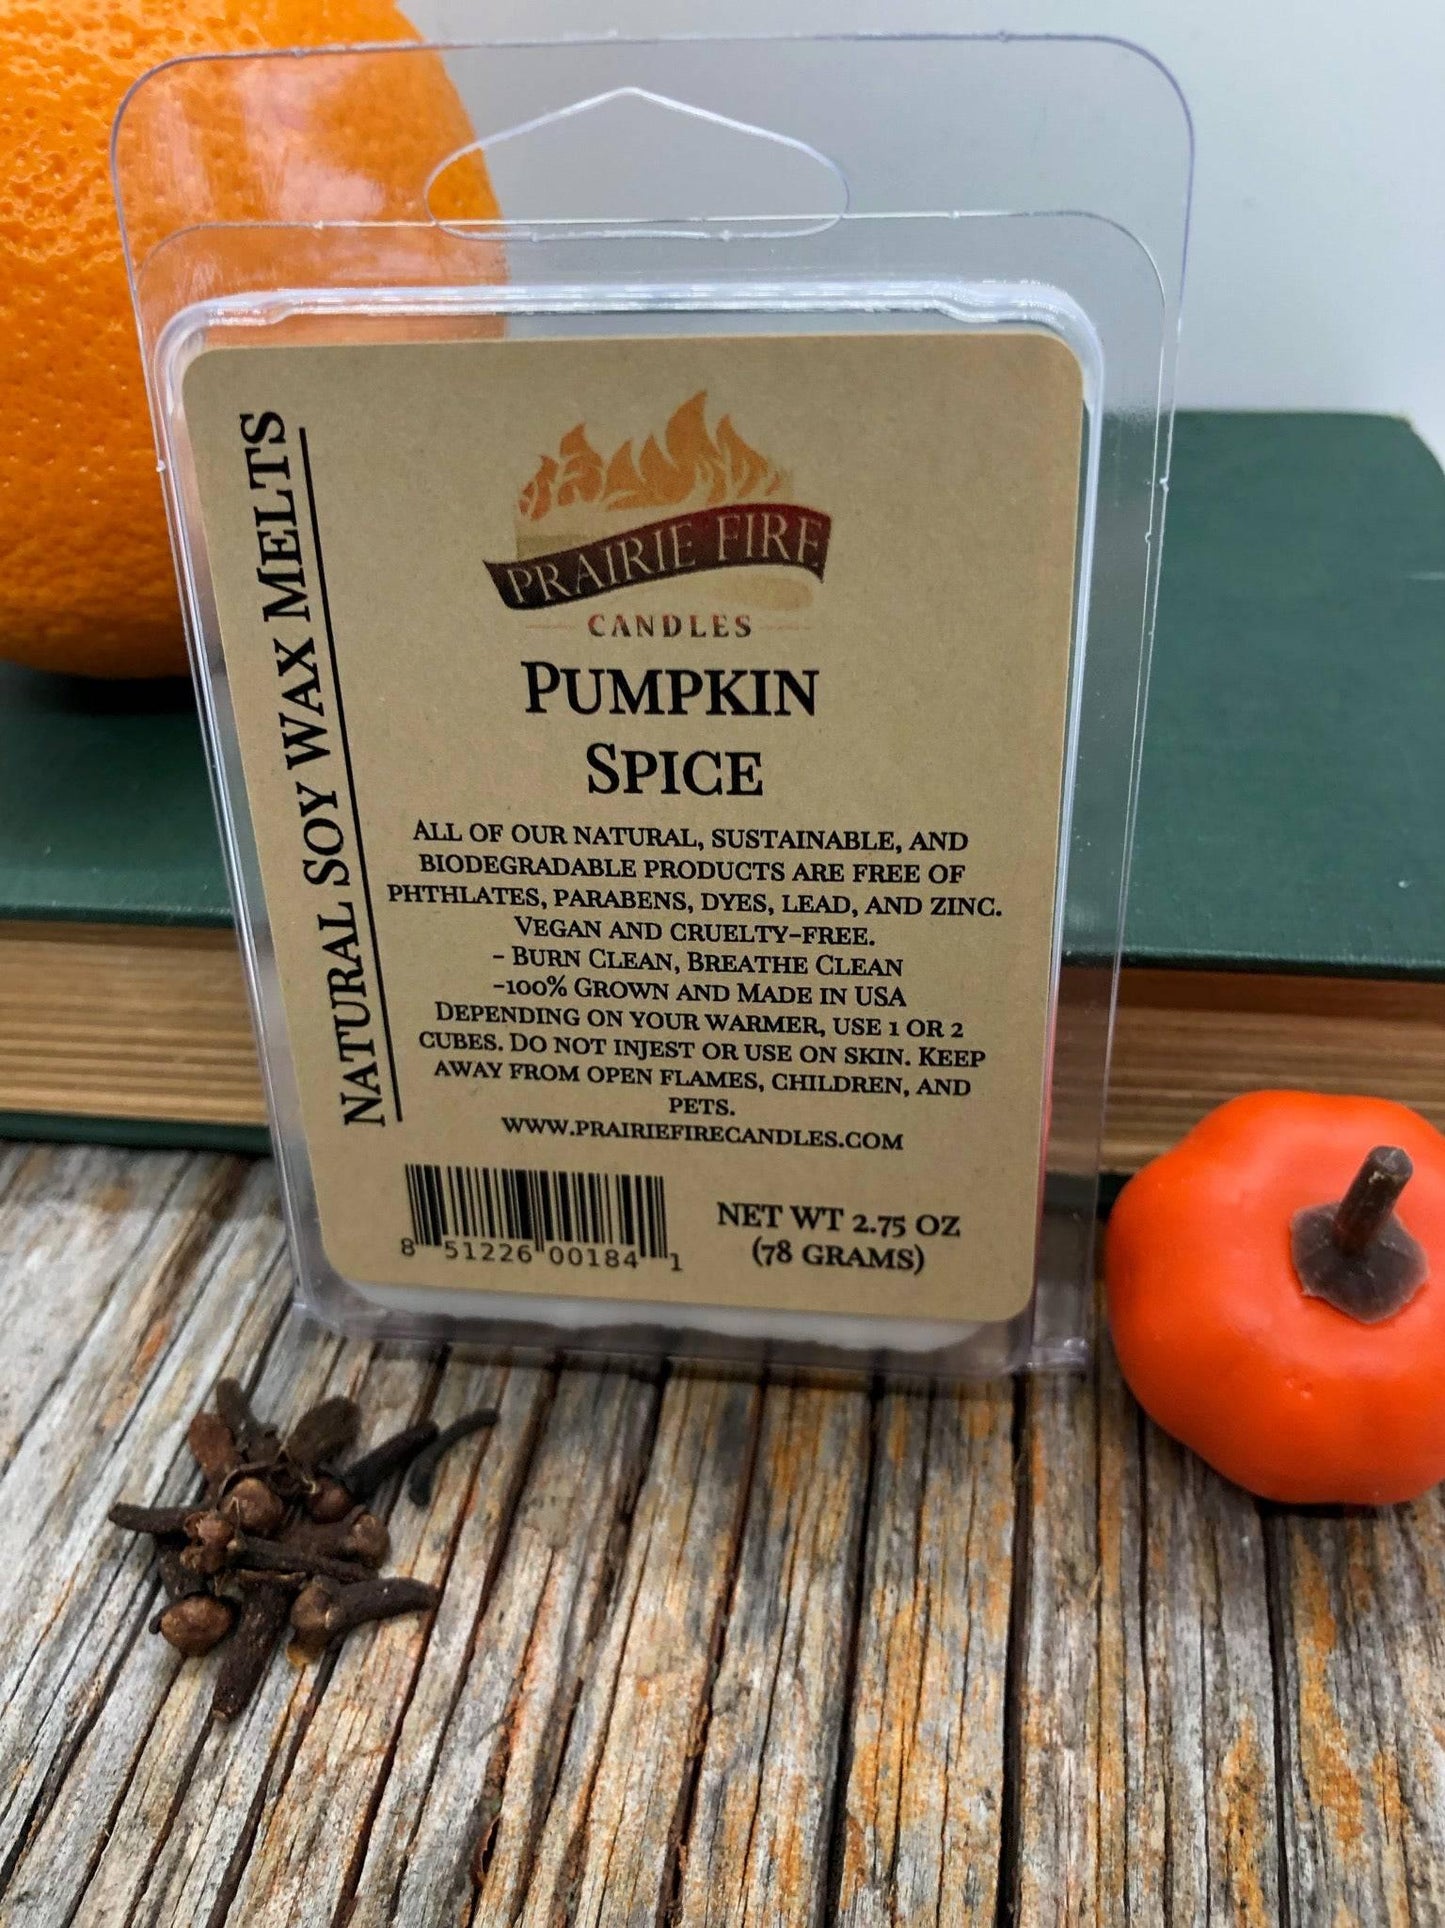 NATURAL SOY WAX MELTS
PRAIRIE FIRE
CANDLES
PUMPKIN
SPICE
ALL OF OUR NATURAL, SUSTAINABLE, AND
BIODEGRADABLE PRODUCTS ARE FREE OF
PHTHLATES, PARABENS, DYES, LEAD, AND ZINC.
VEGAN AND CRUELTY-FREE.
- BURN CLEAN, BREATHE CLEAN
-100% GROWN AND MADE IN USA
DEPENDING ON YOUR WARMER, USE 1 OR 2
CUBES. DO NOT INJEST OR USE ON SKIN. KEEP
AWAY FROM OPEN FLAMES, CHILDREN, AND
PETS.
WWW.PRAIRIEFIRECANDLES.COM
8 51226 00184 1
NET WT 2.75 OZ
(78 GRAMS)